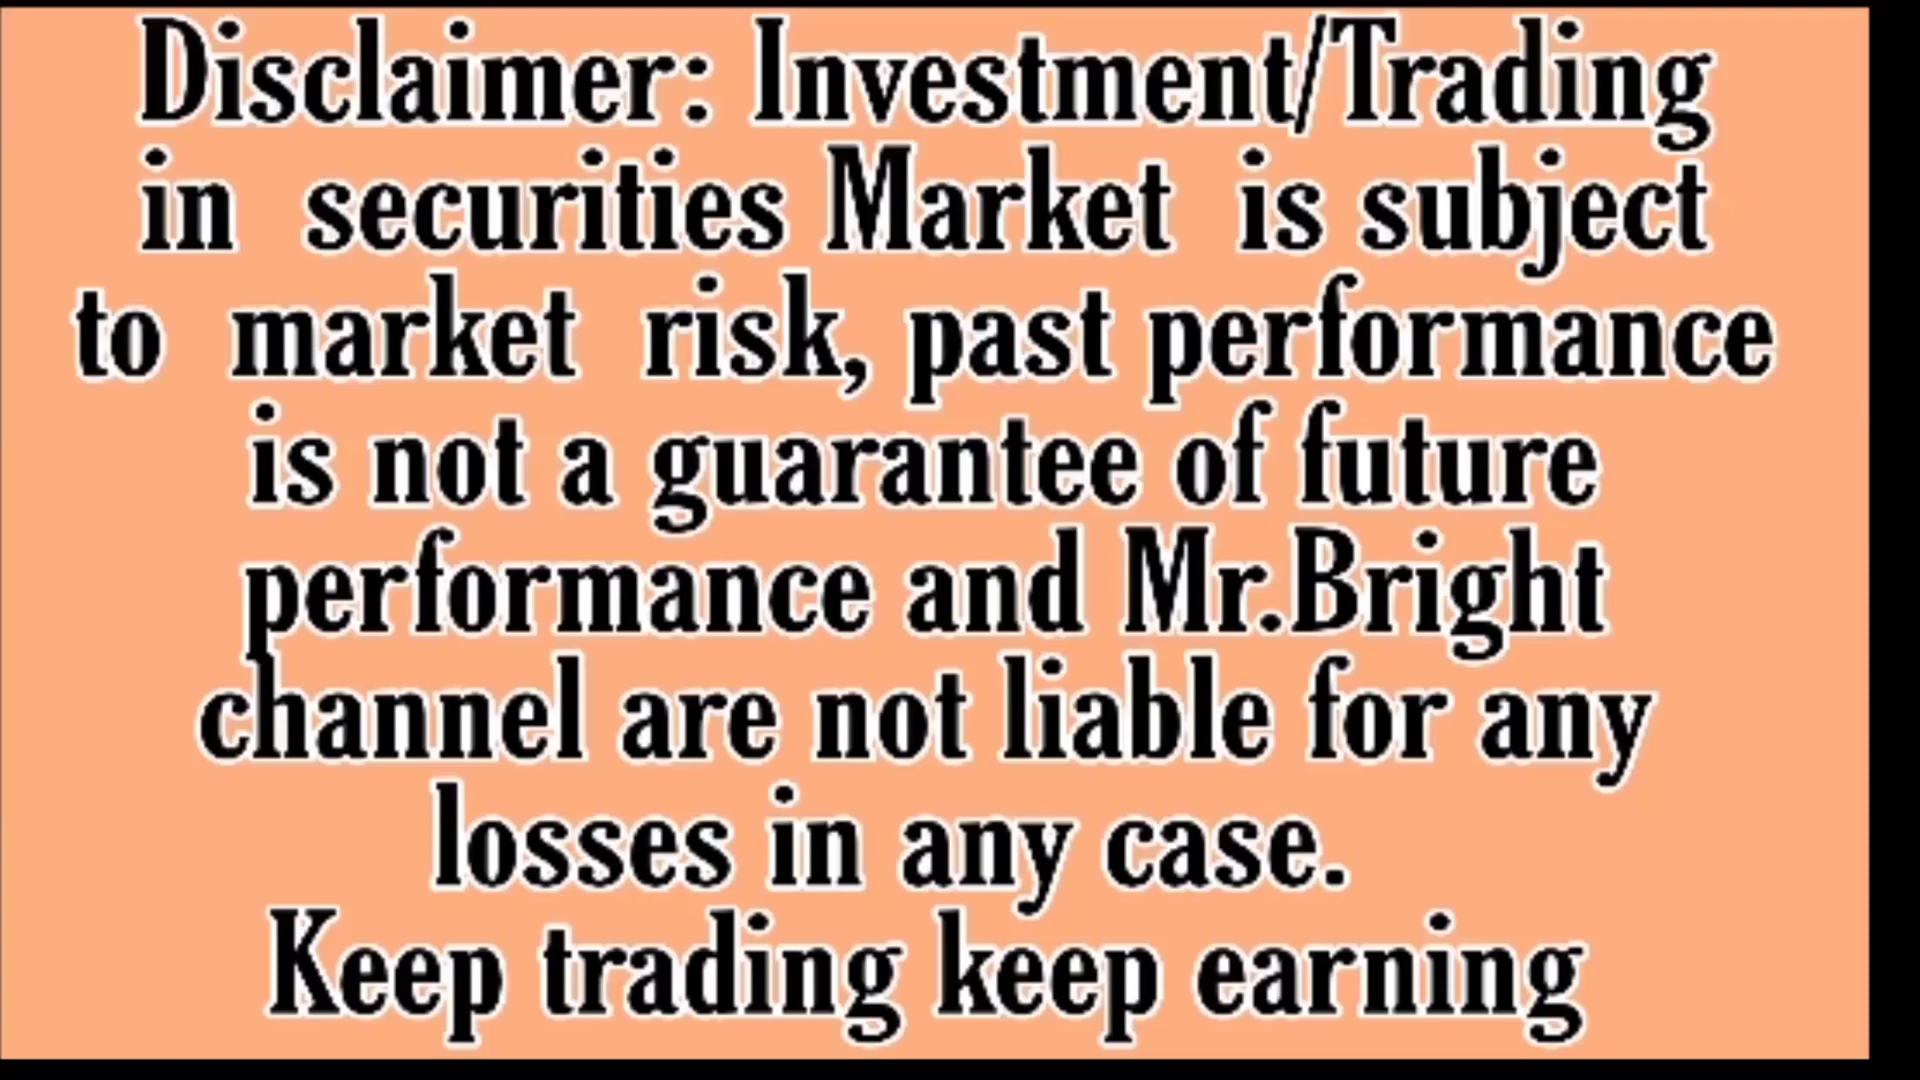 Disclaimer: Investment/Trading
in securities Market is subject
to market risk, past performance
is not a guarantee of future
performance and Mr.Bright
channel are not liable for any
losses in any case.
Keep trading keep earning